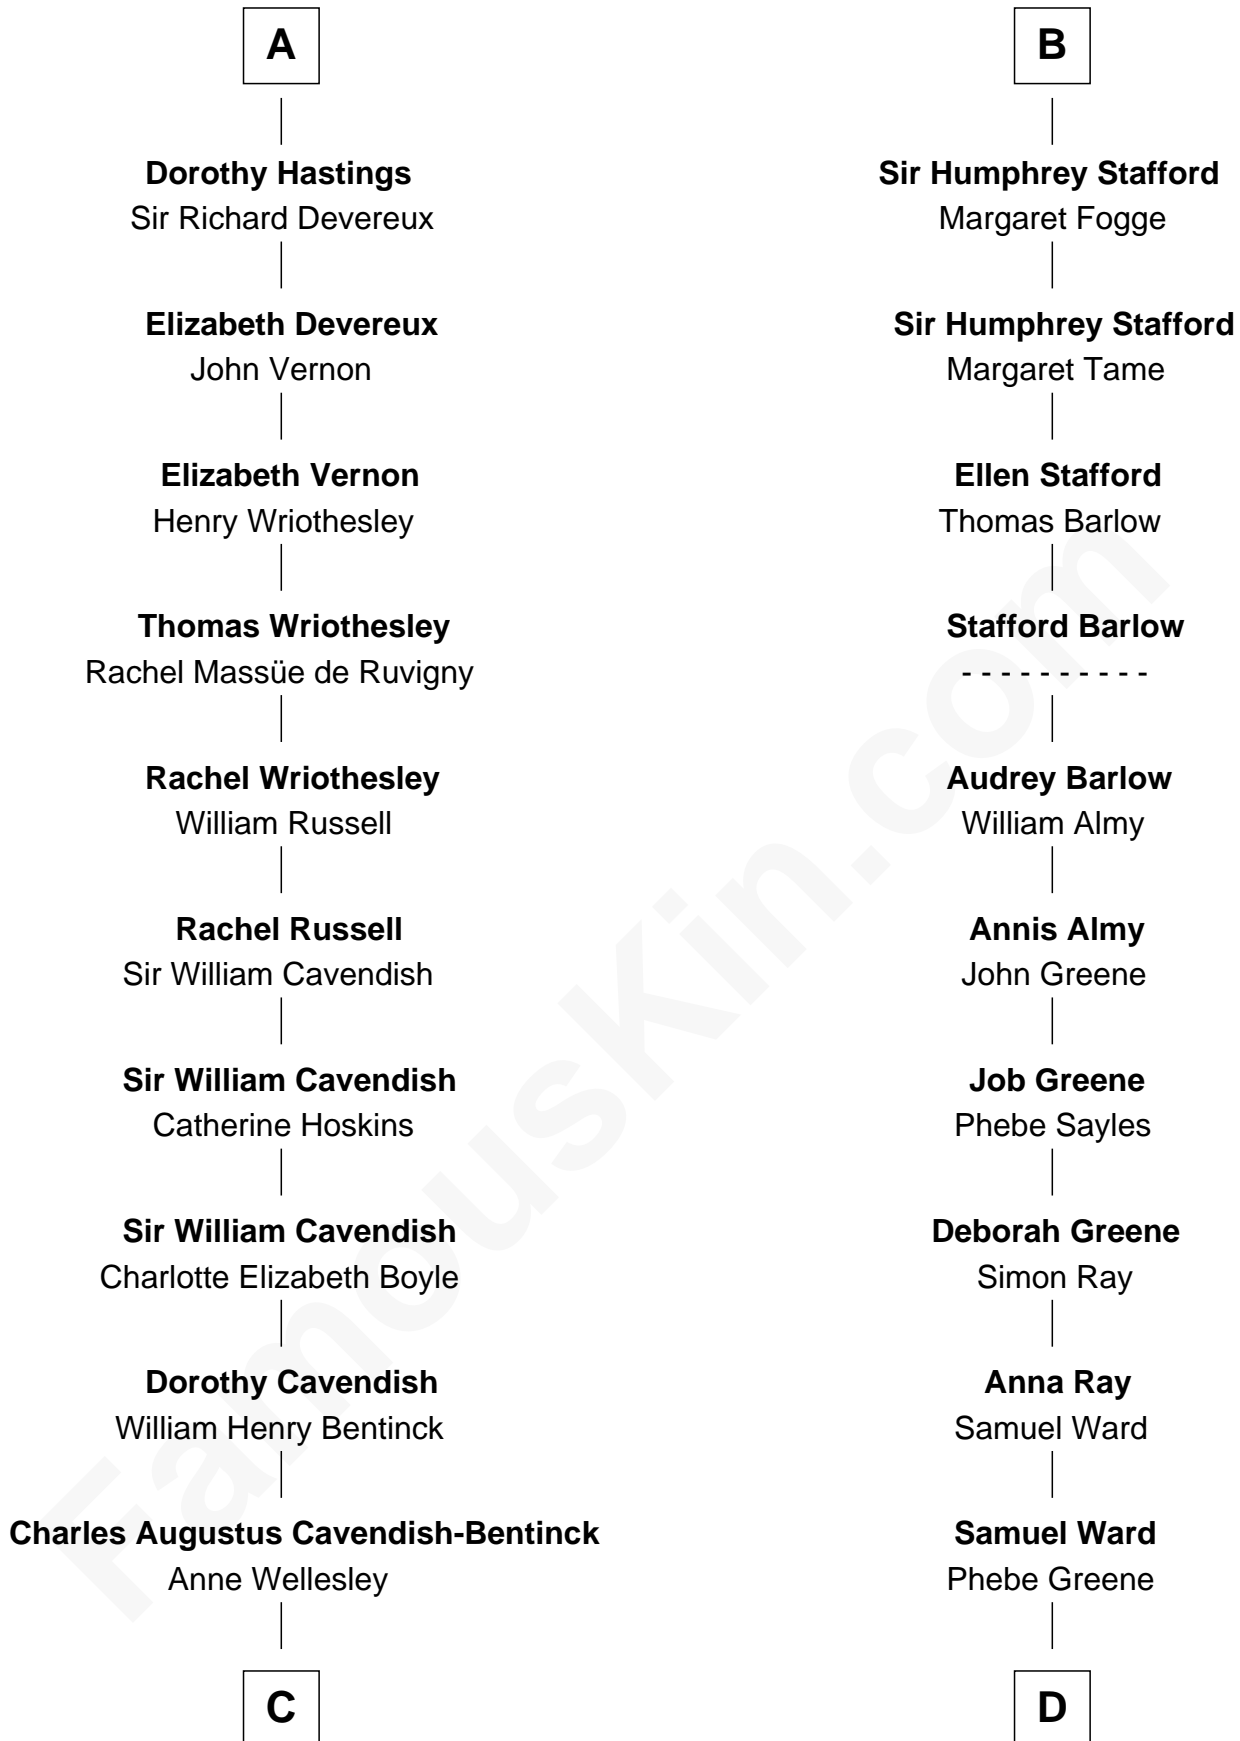 A
Dorothy Hastings
Sir Richard Devereux
Elizabeth Devereux
John Vernon
Elizabeth Vernon
Henry Wriothesley
Thomas Wriothesley
Rachel Massüe de Ruvigny
Rachel Wriothesley
William Russell
Rachel Russell
Sir William Cavendish
Sir William Cavendish
Catherine Hoskins
Sir William Cavendish
Charlotte Elizabeth Boyle
Dorothy Cavendish
William Henry Bentinck
Charles Augustus Cavendish-Bentinck
Anne Wellesley
C
B
Sir Humphrey Stafford
Margaret Fogge
Sir Humphrey Stafford
Margaret Tame
Ellen Stafford
Thomas Barlow
Stafford Barlow
- - - - - - - - - -
Audrey Barlow
William Almy
Annis Almy
John Greene
Job Greene
Phebe Sayles
Deborah Greene
Simon Ray
Anna Ray
Samuel Ward
Samuel Ward
Phebe Greene
D
FamousKin.com